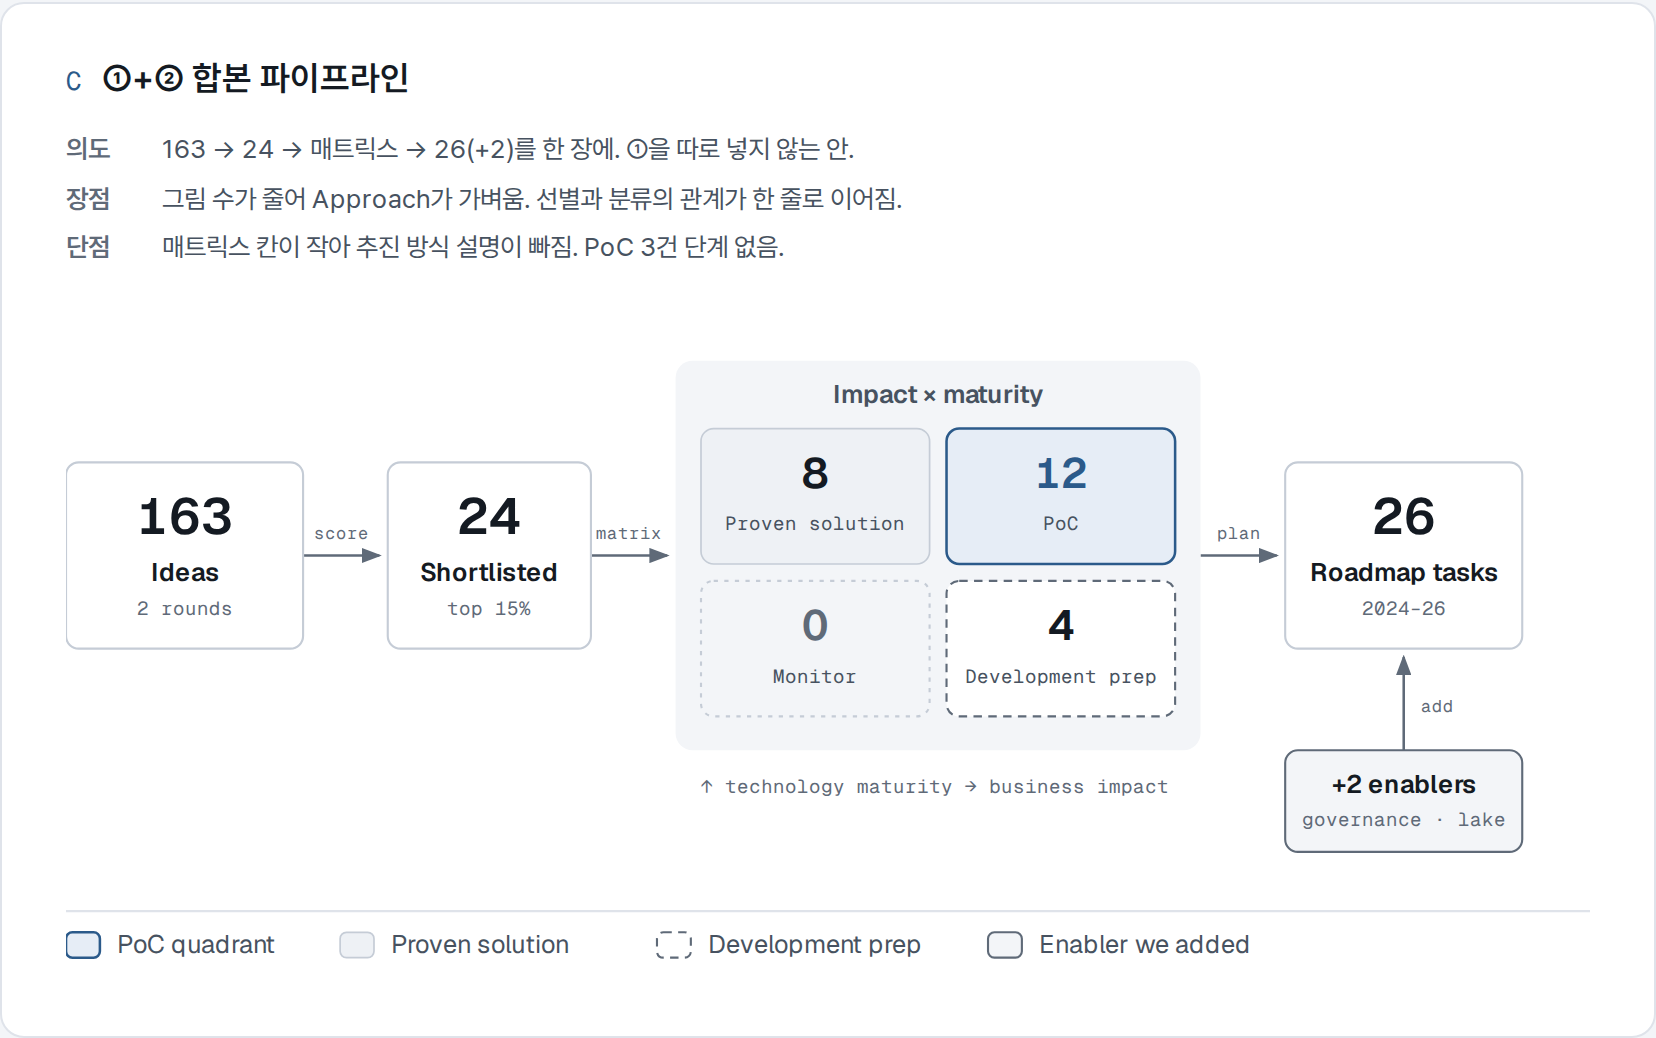 C ①+② 합본 파이프라인
의도 163 → 24 → 매트릭스 → 26(+2)를 한 장에. ①을 따로 넣지 않는 안.
장점 그림 수가 줄어 Approach가 가벼움. 선별과 분류의 관계가 한 줄로 이어짐.
단점 매트릭스 칸이 작아 추진 방식 설명이 빠짐. PoC 3건 단계 없음.
163
Ideas
2 rounds
score
24
Shortlisted
top 15%
matrix
Impact × maturity
8
Proven solution
12
PoC
0
Monitor
4
Development prep
↑ technology maturity → business impact
plan
26
Roadmap tasks
2024–26
add
+2 enablers
governance · lake
PoC quadrant
Proven solution
Development prep
Enabler we added